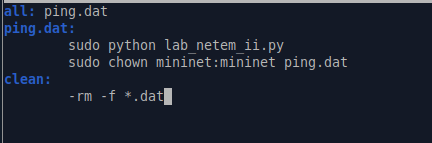 all: ping.dat
ping.dat:
        sudo python lab_netem_ii.py
        sudo chown mininet:mininet ping.dat
clean:
        -rm -f *.dat